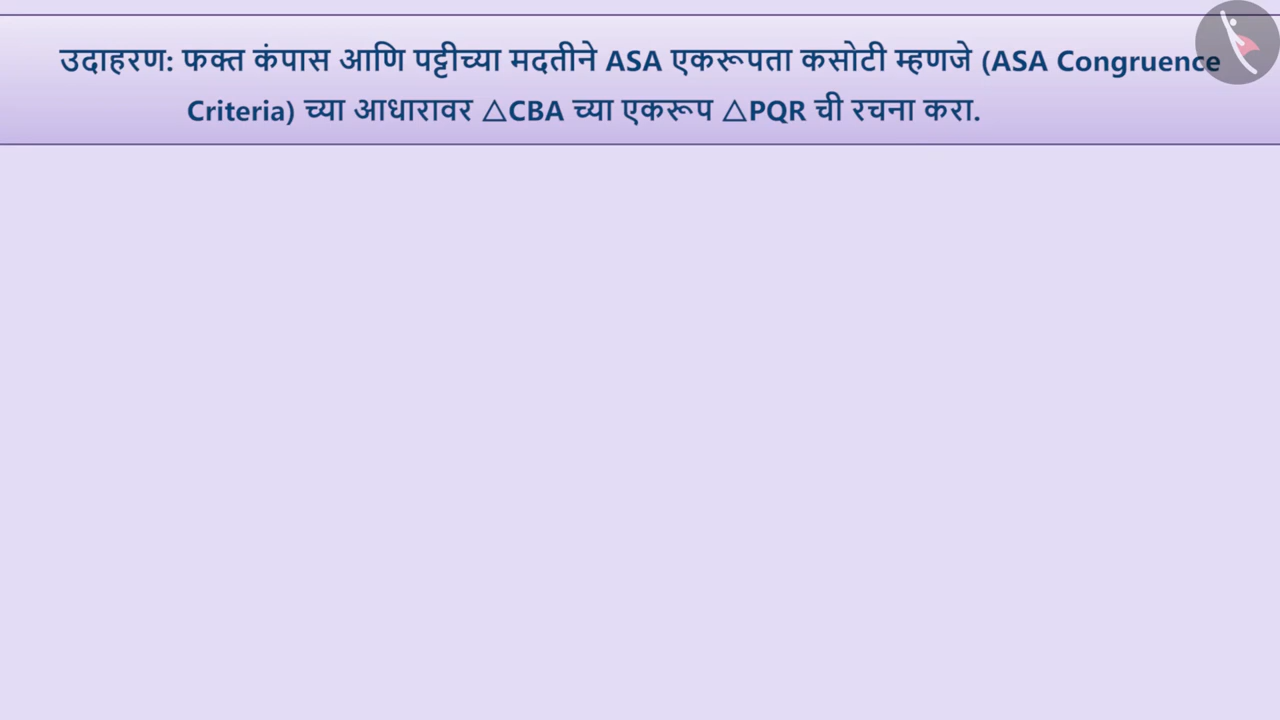 उदाहरण: फक्त कंपास आणि पट्टीच्या मदतीने ASA एकरूपता कसोटी म्हणजे (ASA Congruence
Criteria) च्या आधारावर △CBA च्या एकरूप △PQR ची रचना करा.